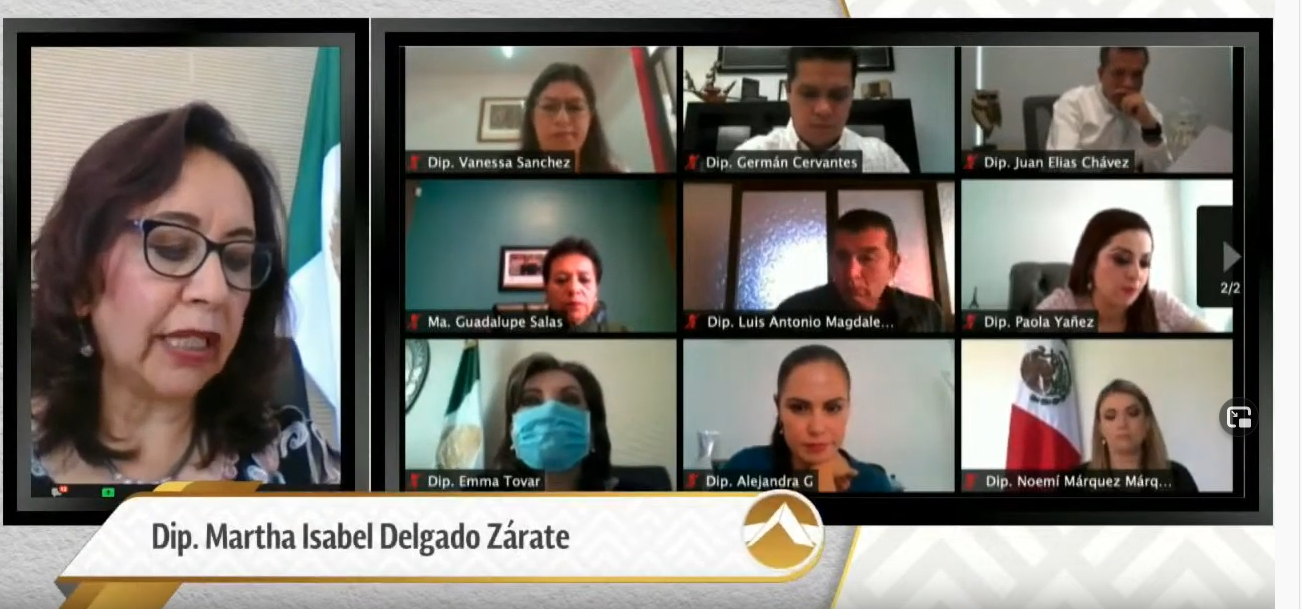 Dip. Vanessa Sanchez
Dip. Germán Cervantes
Dip. Juan Elias Chávez
Ma. Guadalupe Salas
Dip. Luis Antonio Magdale...
Dip. Paola Yañez
2/2
Dip. Emma Tovar
Dip. Alejandra G
Dip. Noemí Márquez Márq...
Dip. Martha Isabel Delgado Zárate